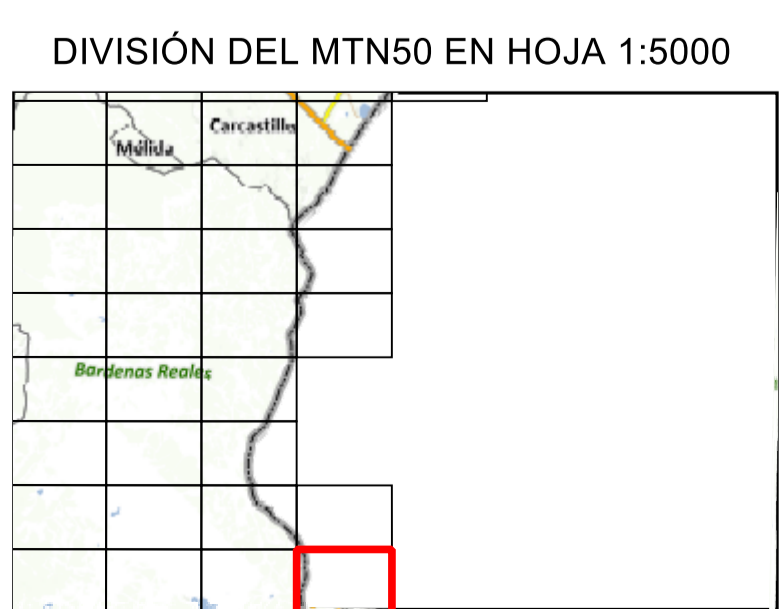 DIVISIÓN DEL MTN50 EN HOJA 1:5000
Carcastillo
Mélida
Bardenas Reales